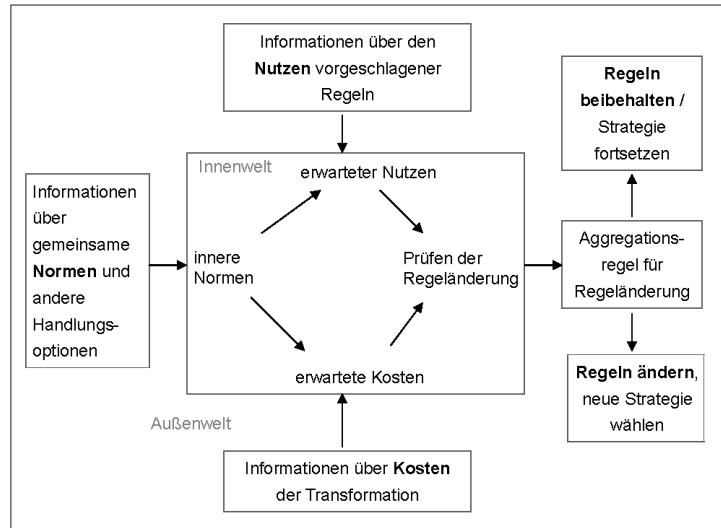 Informationen über den
Nutzen vorgeschlagener
Regeln
Regeln
beibehalten /
Strategie
fortsetzen
Innenwelt
erwarteter Nutzen
Informationen
über
gemeinsame
Normen und
andere
Handlungs-
optionen
innere
Normen
Prüfen der
Regeländerung
Aggregations-
regel für
Regeländerung
erwartete Kosten
Regeln ändern,
neue Strategie
wählen
Außenwelt
Informationen über Kosten
der Transformation